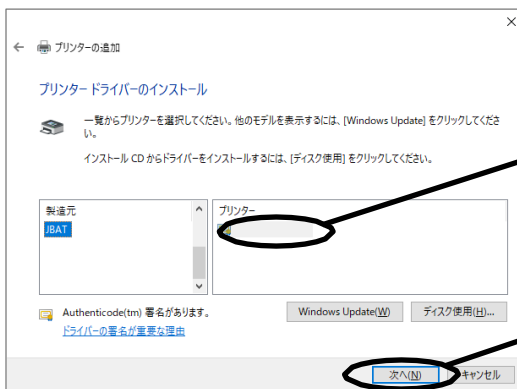 プリンターの追加
プリンター ドライバーのインストール
一覧からプリンターを選択してください。他のモデルを表示するには、[Windows Update] をクリックしてくださ
い。
インストール CD からドライバーをインストールするには、[ディスク使用] をクリックしてください。
製造元
プリンター
JBAT
Authenticode(tm) 署名があります。
ドライバーの署名が重要な理由
Windows Update(W)
ディスク使用(H)...
次へ(N)
キャンセル